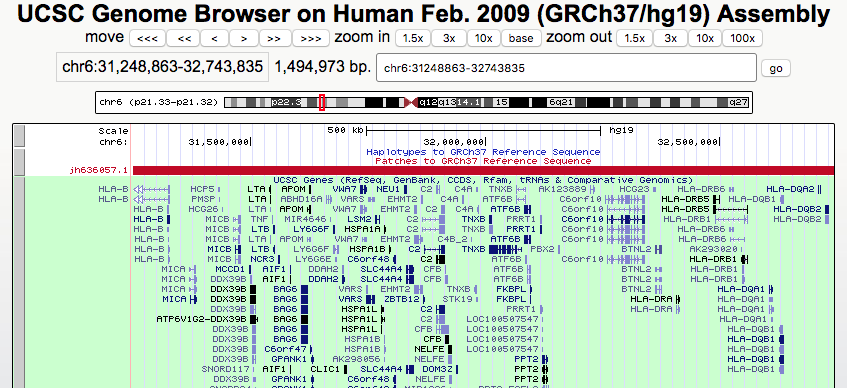 UCSC Genome Browser on Human Feb. 2009 (GRCh37/hg19) Assembly
move <<< << < > >> >>> zoom in 1.5x 3x 10x base zoom out 1.5x 3x 10x 100x
chr6:31,248,863-32,743,835 1,494,973 bp. chr6:31248863-32743835 go
chr6 (p21.33-p21.32) p22.3 q12 q13 14.1 15 6q21 q27
Scale 500 kb hg19
chr6: 31,500,000 32,000,000 32,500,000
Haplotypes to GRCh37 Reference Sequence
Patches to GRCh37 Reference Sequence
jh636057.1
UCSC Genes (RefSeq, GenBank, CCDS, Rfam, tRNAs & Comparative Genomics)
HLA-B HCP5 LTA APOM VWA7 NEU1 C2 C4A TNXB AK123889 HCG23 HLA-DRB6 HLA-DQA2
HLA-B PMSP LTA ABHD16A VARS EHMT2 C2 C4A ATF6B C6orf10 HLA-DRB5 HLA-DQB1
HLA-B HCG26 LTA APOM VWA7 EHMT2 C2 C4A ATF6B C6orf10 HLA-DRB5 HLA-DQB2
HLA-B MICB TNF MIR4646 LSM2 C2 TNXB PRRT1 C6orf10 HLA-DRB1 HLA-DQB2
HLA-B MICB LTB LY6G6F HSPA1A C2 TNXB PRRT1 C6orf10 HLA-DRB6
HLA-B MICB LTA APOM VWA7 EHMT2 C4B_2 ATF6B C6orf10 HLA-DRB6
HLA-B MICB LTB LY6G6F HSPA1B C2 TNXB PBX2 BTNL2 AK293020
HLA-B MICB NCR3 LY6G6E C6orf48 C2 ATF6B C6orf10 HLA-DRB1
MICA MCCD1 AIF1 DDAH2 SLC44A4 CFB ATF6B BTNL2 HLA-DRB1
MICA DDX39B AIF1 DDAH2 SLC44A4 CFB ATF6B BTNL2 HLA-DRB1
MICA DDX39B BAG6 VARS EHMT2 TNXB FKBPL BTNL2 HLA-DQA1
MICA DDX39B BAG6 VARS ZBTB12 STK19 FKBPL HLA-DRA HLA-DQA1
DDX39B BAG6 HSPA1L C2 PRRT1 HLA-DRA HLA-DQA1
ATP6V1G2-DDX39B BAG6 HSPA1L C2 LOC100507547 HLA-DQB1
DDX39B BAG6 HSPA1L CFB LOC100507547 HLA-DQB1
DDX39B BAG6 HSPA1B CFB LOC100507547 HLA-DQB1
DDX39B C6orf47 HSPA1B NELFE LOC100507547 HLA-DQB1
DDX39B GPANK1 AK298056 NELFE PPT2 HLA-DQB1
SNORD117 AIF1 CLIC1 SLC44A4 DOM3Z PPT2 HLA-DQB1
DDX39B GPANK1 C6orf48 NELFE PPT2 HLA-DQB1